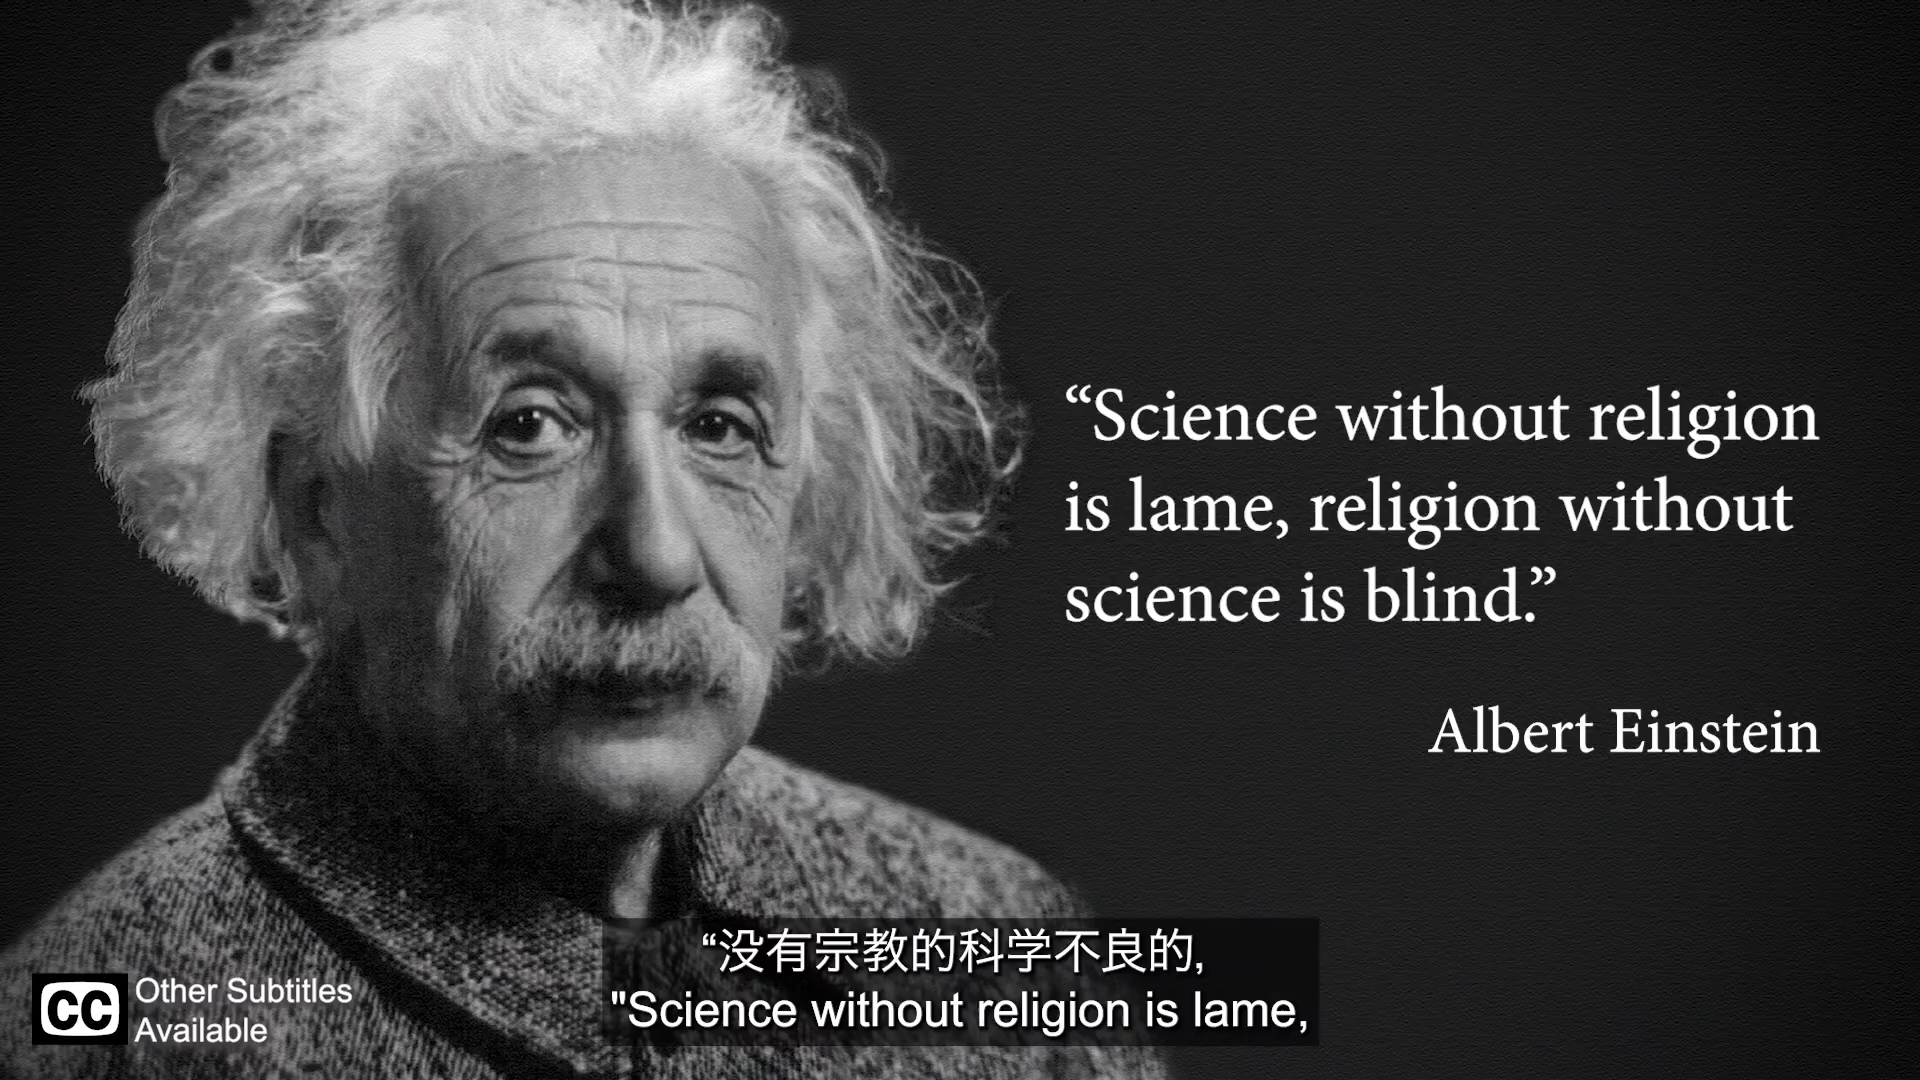 “Science without religion
is lame, religion without
science is blind.”
Albert Einstein
“没有宗教的科学不良的,
"Science without religion is lame,
CC
Other Subtitles
Available